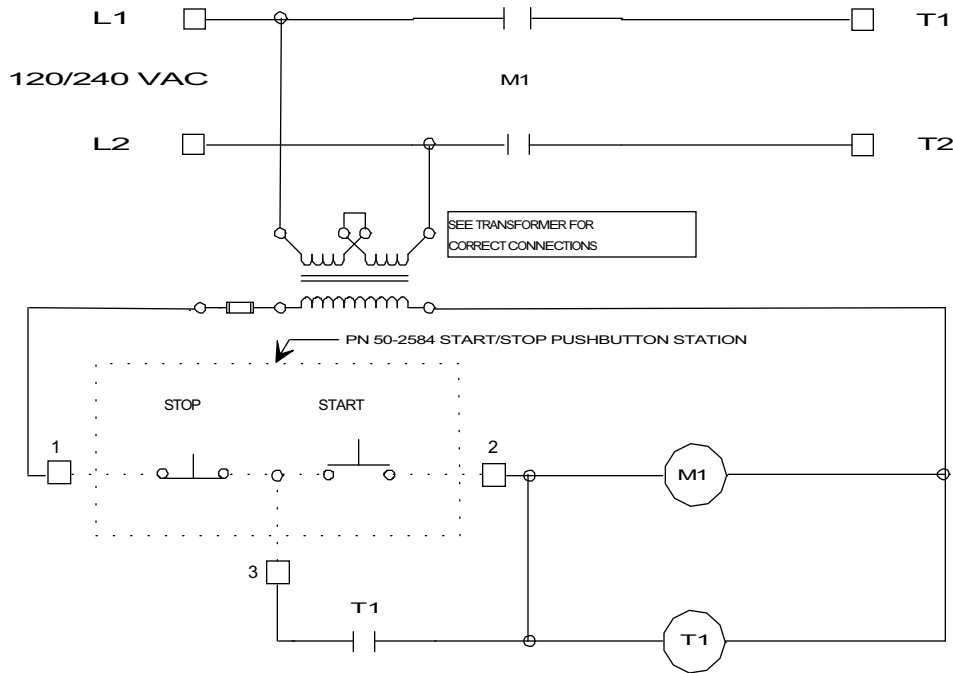 L1
T1
120/240 VAC
M1
L2
T2
SEE TRANSFORMER FOR
CORRECT CONNECTIONS
PN 50-2584 START/STOP PUSHBUTTON STATION
STOP
START
1
2
M1
3
T1
T1